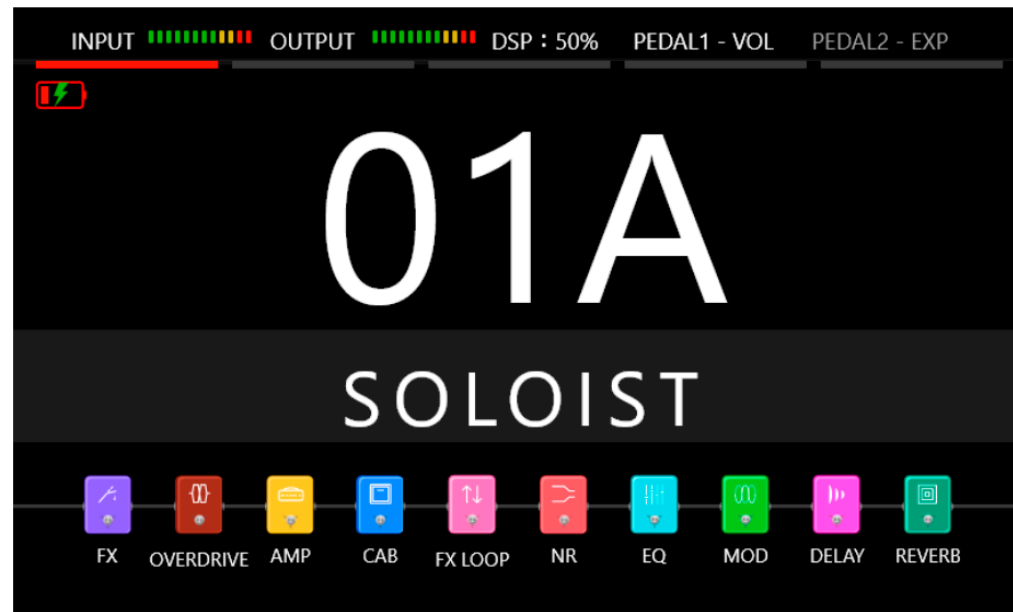 INPUT OUTPUT DSP : 50% PEDAL1 - VOL PEDAL2 - EXP
01A
SOLOIST
FX OVERDRIVE AMP CAB FX LOOP NR EQ MOD DELAY REVERB